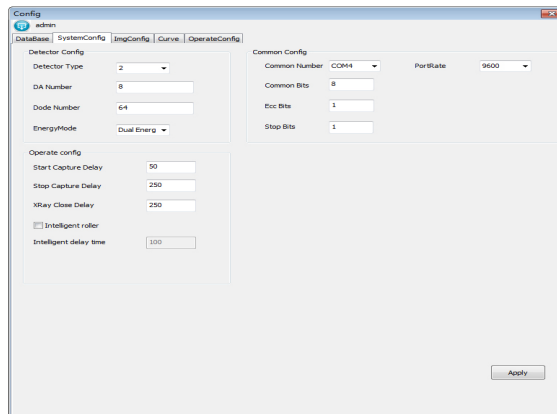 Config
admin
DataBase SystemConfig ImgConfig Curve OperateConfig
Detector Config
Detector Type 2
DA Number 8
Dode Number 64
EnergyMode Dual Energ
Common Config
Common Number COM4 PortRate 9600
Common Bits 8
Ecc Bits 1
Stop Bits 1
Operate config
Start Capture Delay 50
Stop Capture Delay 250
XRay Close Delay 250
Intelligent roller
Intelligent delay time 100
Apply